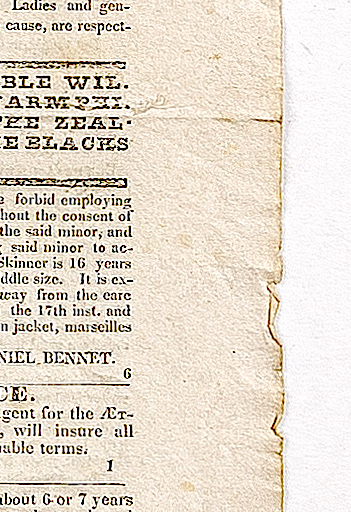 Ladies and gen-
cause, are respect-
BLE WIL.
ARMPHI.
THE ZEAL-
E BLACKS
forbid employing
hout the consent of
the said minor, and
said minor to ac-
Skinner is 16 years
ddle size. It is ex-
way from the care
the 17th inst. and
n jacket, marseilles
NIEL BENNET.
6
CE.
gent for the ÆT-
, will insure all
able terms.
1
about 6 or 7 years